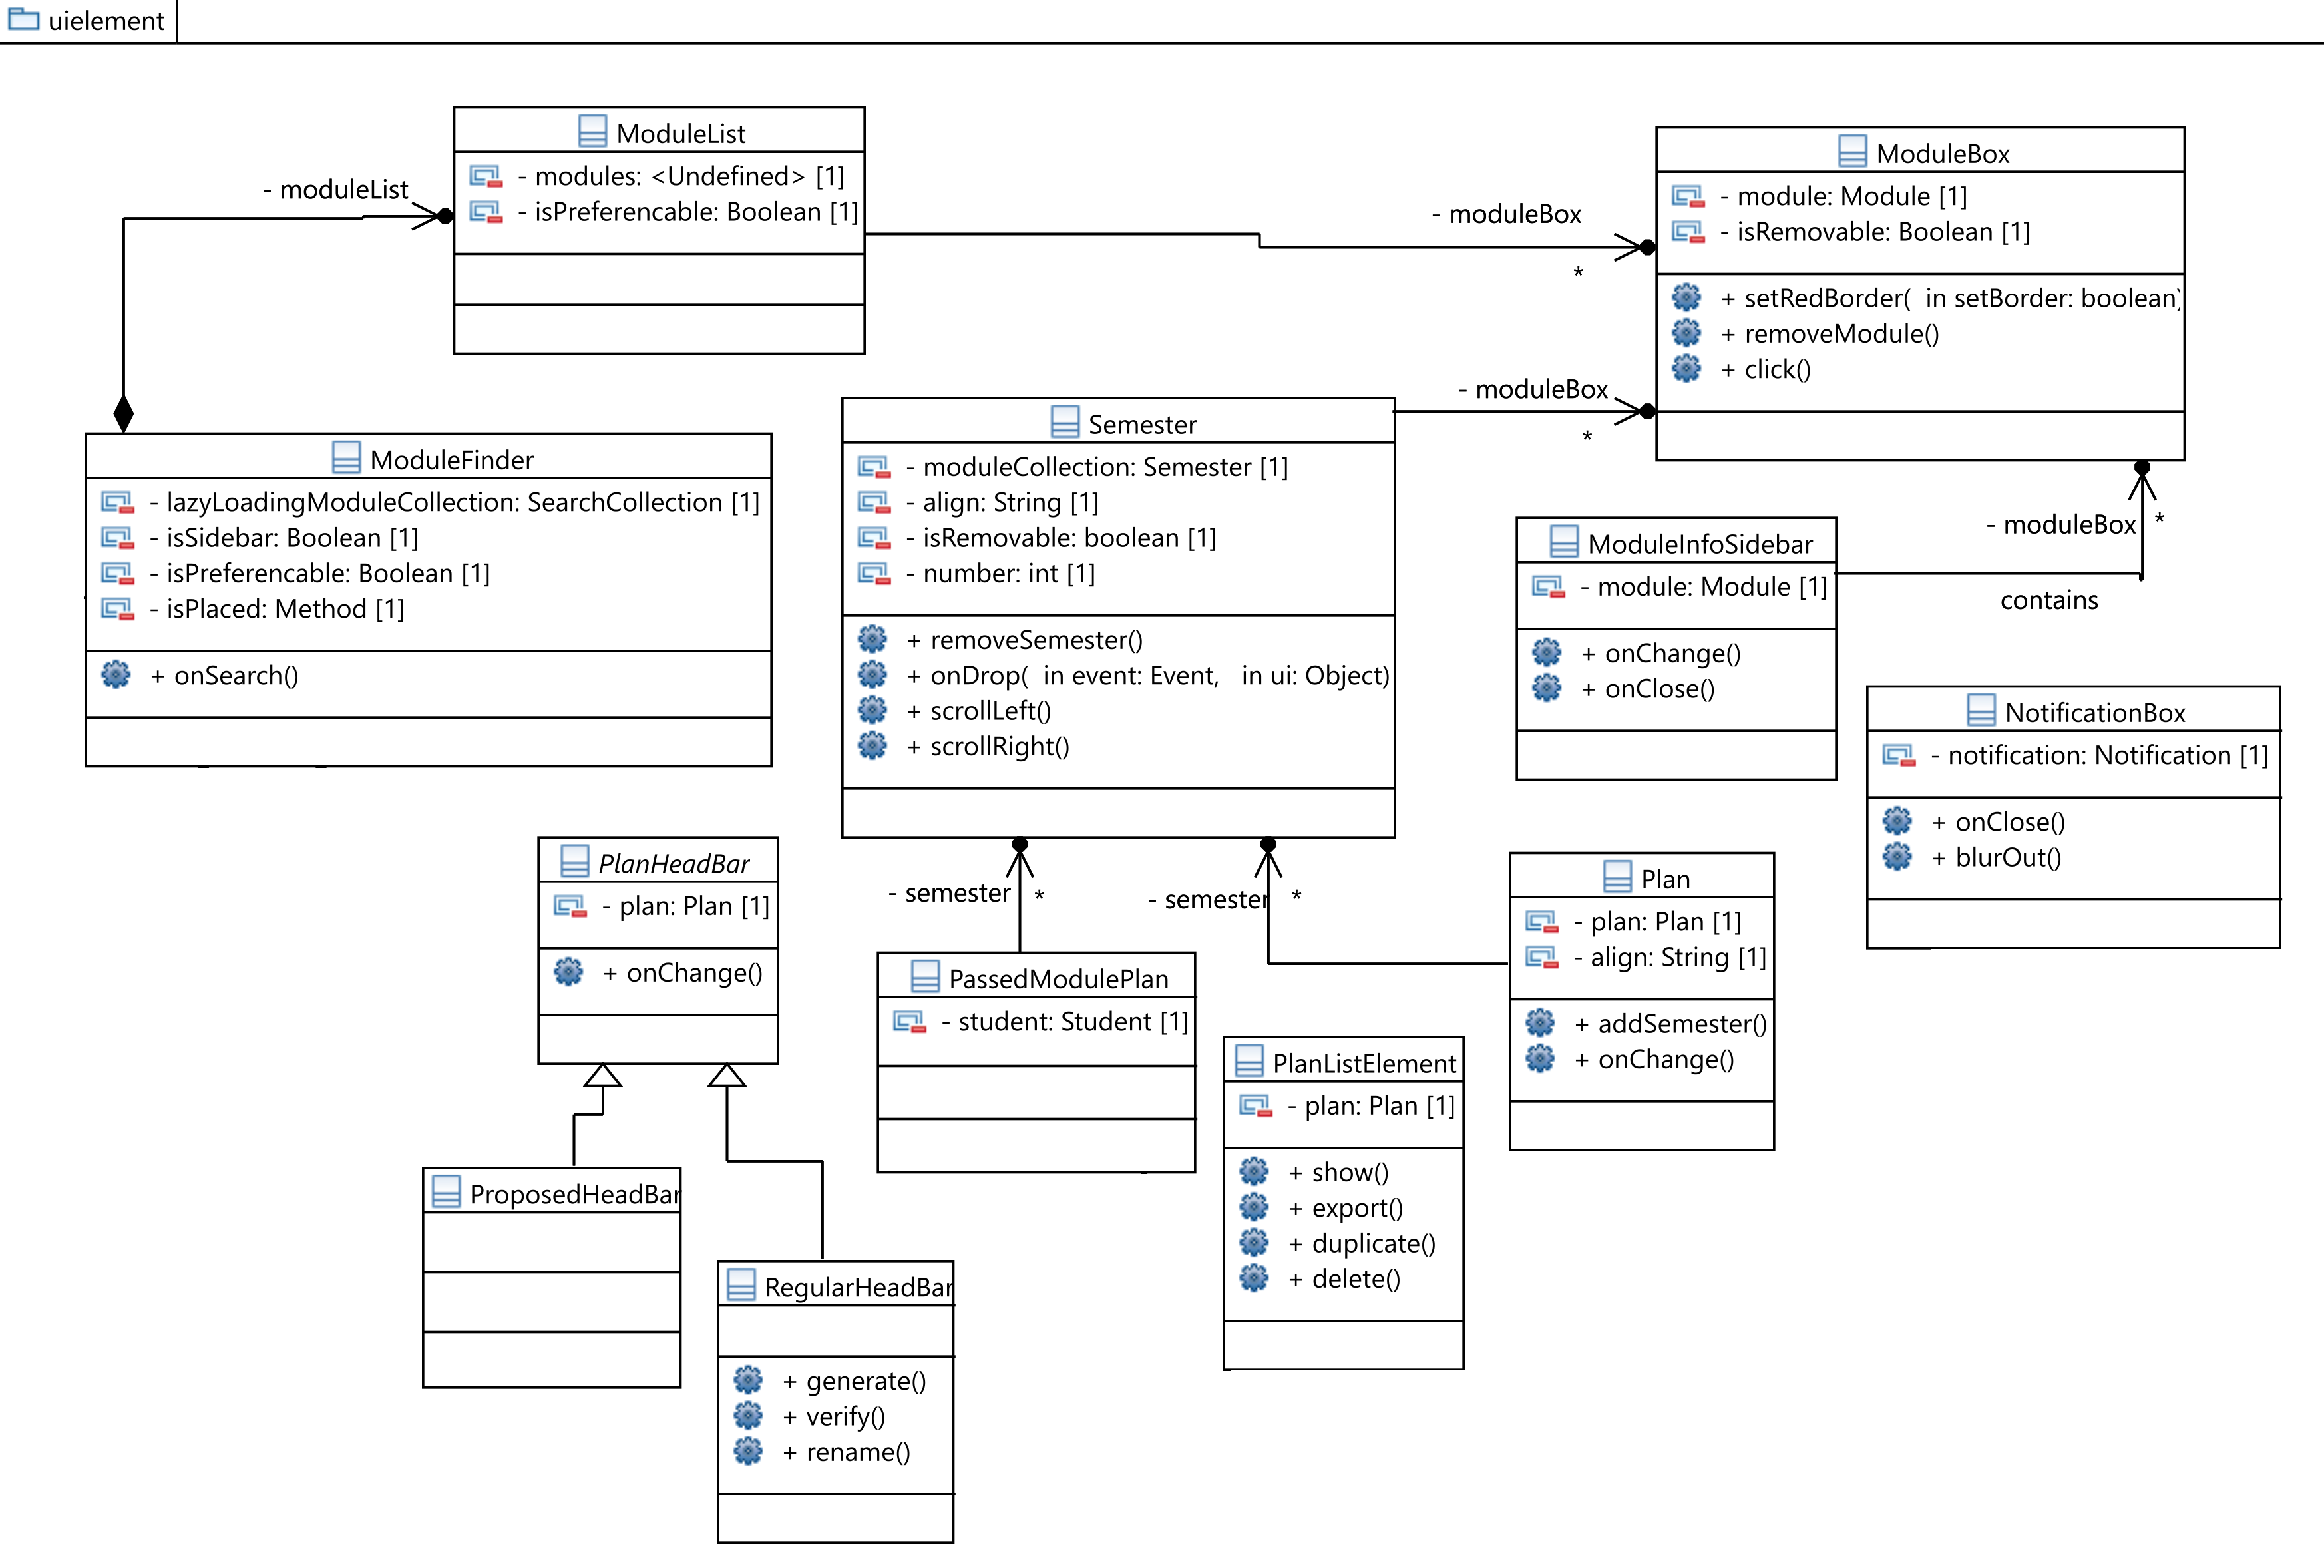 uielement
ModuleList
- modules: <Undefined> [1]
- isPreferencable: Boolean [1]
- moduleList
- moduleBox
*
ModuleBox
- module: Module [1]
- isRemovable: Boolean [1]
+ setRedBorder( in setBorder: boolean)
+ removeModule()
+ click()
ModuleFinder
- lazyLoadingModuleCollection: SearchCollection [1]
- isSidebar: Boolean [1]
- isPreferencable: Boolean [1]
- isPlaced: Method [1]
+ onSearch()
Semester
- moduleCollection: Semester [1]
- align: String [1]
- isRemovable: boolean [1]
- number: int [1]
+ removeSemester()
+ onDrop( in event: Event, in ui: Object)
+ scrollLeft()
+ scrollRight()
- moduleBox
*
ModuleInfoSidebar
- module: Module [1]
+ onChange()
+ onClose()
- moduleBox
*
contains
NotificationBox
- notification: Notification [1]
+ onClose()
+ blurOut()
PlanHeadBar
- plan: Plan [1]
+ onChange()
- semester
*
- semester
*
Plan
- plan: Plan [1]
- align: String [1]
+ addSemester()
+ onChange()
PassedModulePlan
- student: Student [1]
PlanListElement
- plan: Plan [1]
+ show()
+ export()
+ duplicate()
+ delete()
ProposedHeadBar
RegularHeadBar
+ generate()
+ verify()
+ rename()